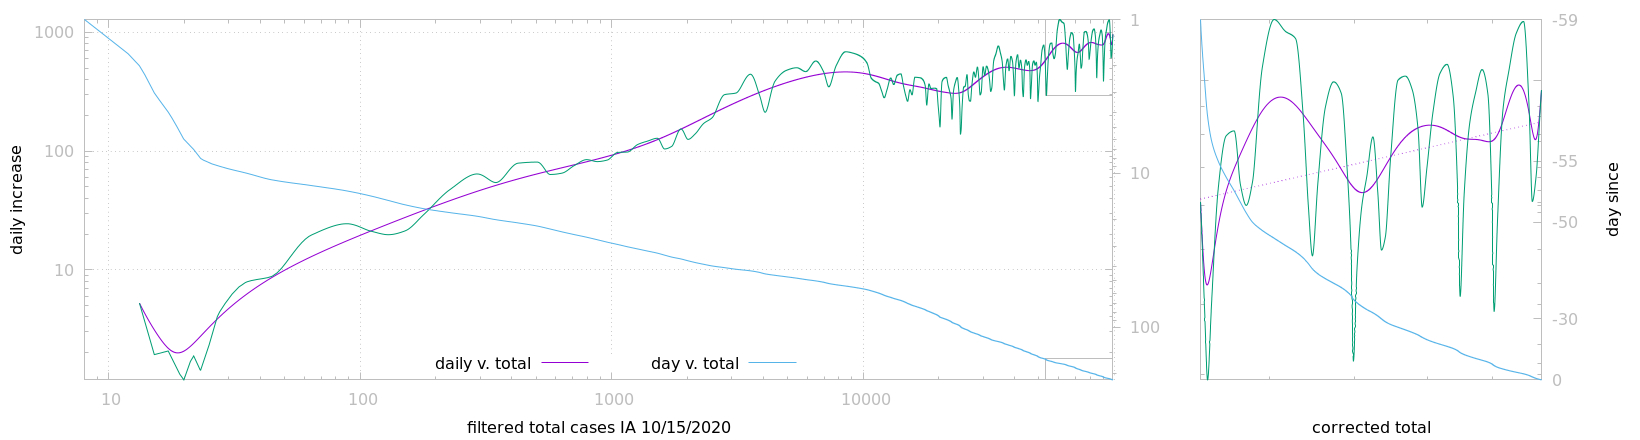 daily increase
1000
100
10
10
100
1000
10000
daily v. total
day v. total
filtered total cases IA 10/15/2020
1
10
100
-59
-55
-50
-30
0
day since
corrected total